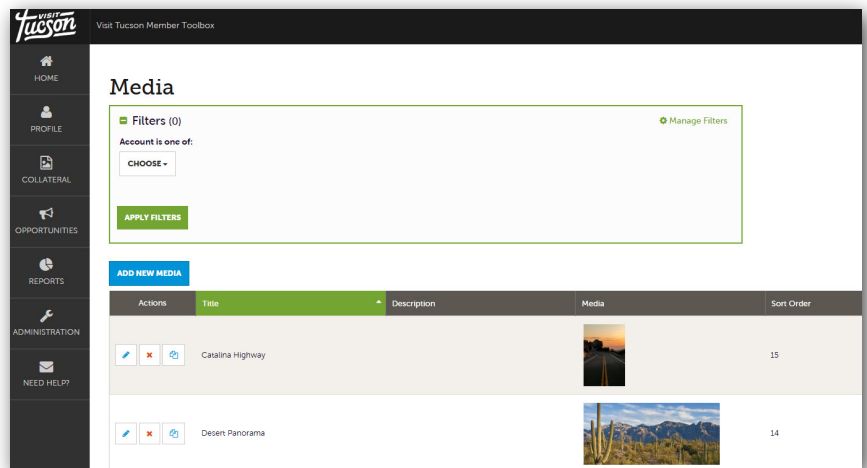 VISIT
Tucson
Visit Tucson Member Toolbox
HOME
PROFILE
COLLATERAL
OPPORTUNITIES
REPORTS
ADMINISTRATION
NEED HELP?
Media
Filters (0)
Manage Filters
Account is one of:
CHOOSE
APPLY FILTERS
ADD NEW MEDIA
Actions Title Description Media Sort Order
Catalina Highway 15
Desert Panorama 14